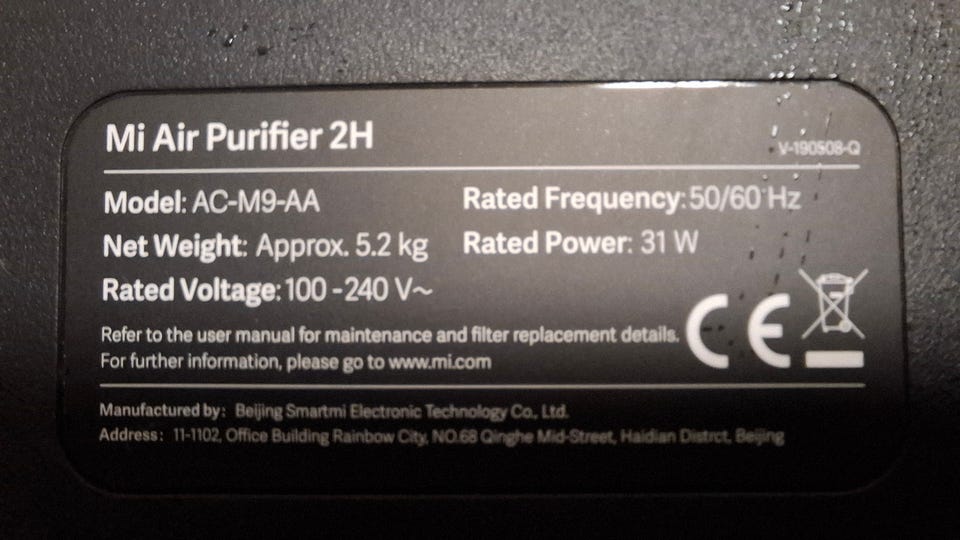 Mi Air Purifier 2H
V-190508-Q
Model: AC-M9-AA
Rated Frequency: 50/60 Hz
Net Weight: Approx. 5.2 kg
Rated Power: 31 W
Rated Voltage: 100 -240 V~
Refer to the user manual for maintenance and filter replacement details.
For further information, please go to www.mi.com
CE
Manufactured by: Beijing Smartmi Electronic Technology Co., Ltd.
Address: 11-1102, Office Building Rainbow City, NO.68 Qinghe Mid-Street, Haidian Distrct, Beijing